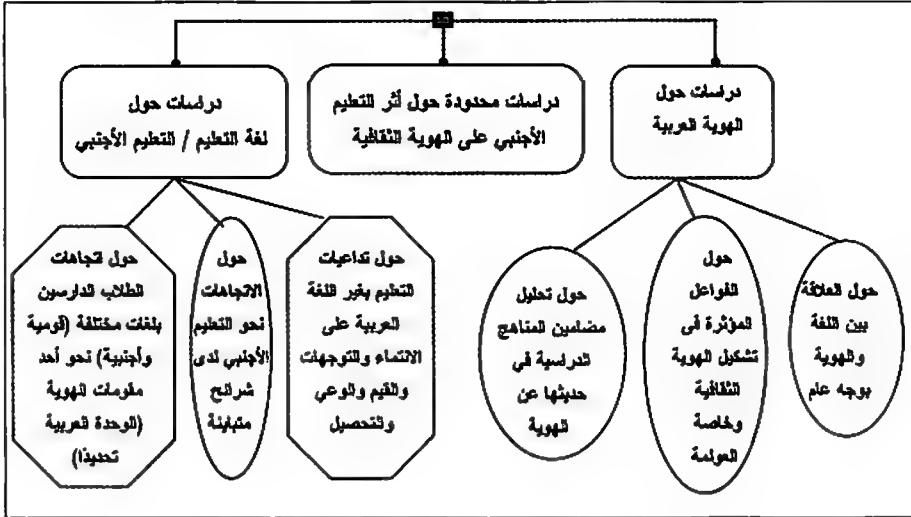 دراسات حول
الهوية العربية
دراسات محدودة حول أثر التعليم
الأجنبي على الهوية الثقافية
دراسات حول
لغة التعليم / التعليم الأجنبي
حول العلاقة
بين اللغة
والهوية
بوجه عام
حول
الفواعل
المؤثرة في
تشكيل الهوية
الثقافية
وخاصة
العولمة
حول تحليل
مضامين المناهج
الدراسية في
حديثها عن
الهوية
حول تداعيات
التعليم بغير اللغة
العربية على
الانتماء والتوجهات
والقيم والوعي
والتحصيل
حول
الاتجاهات
نحو التعليم
الأجنبي لدى
شرائح
متباينة
حول اتجاهات
الطلاب الدارسين
بلغات مختلفة (قومية
وأجنبية) نحو أحد
مقومات الهوية
(الوحدة العربية
تحديدًا)